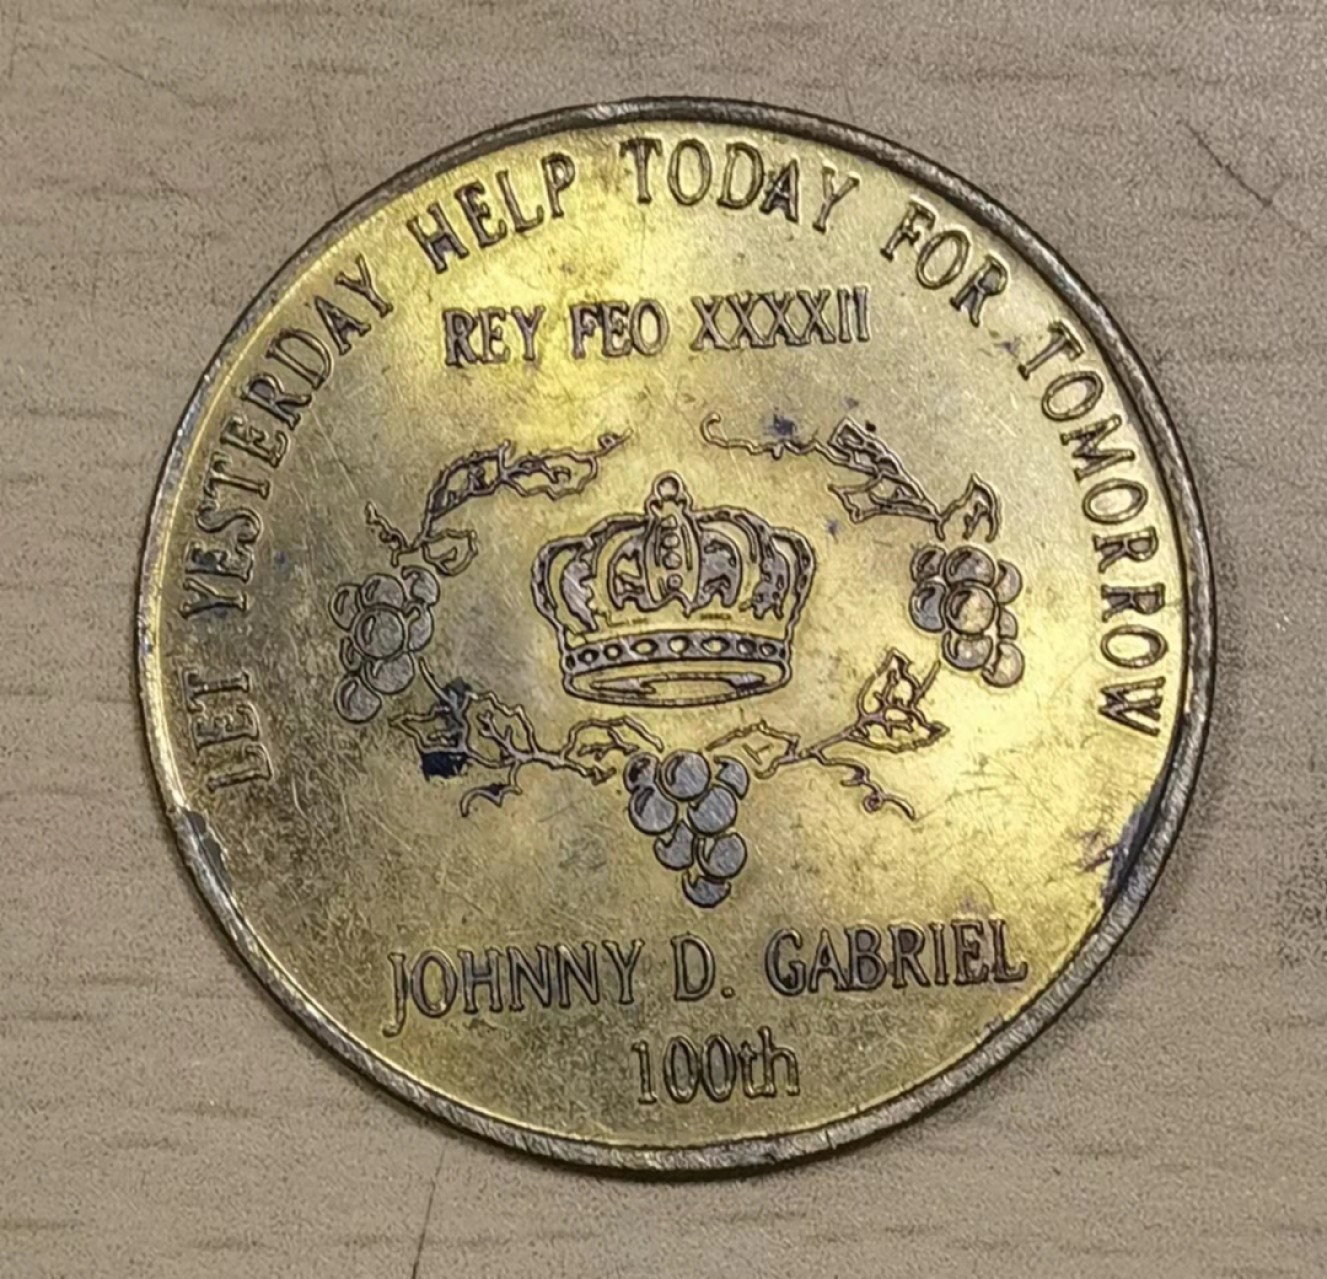 LET YESTERDAY HELP TODAY FOR TOMORROW
REY FEO XXXXII
JOHNNY D. GABRIEL
100th